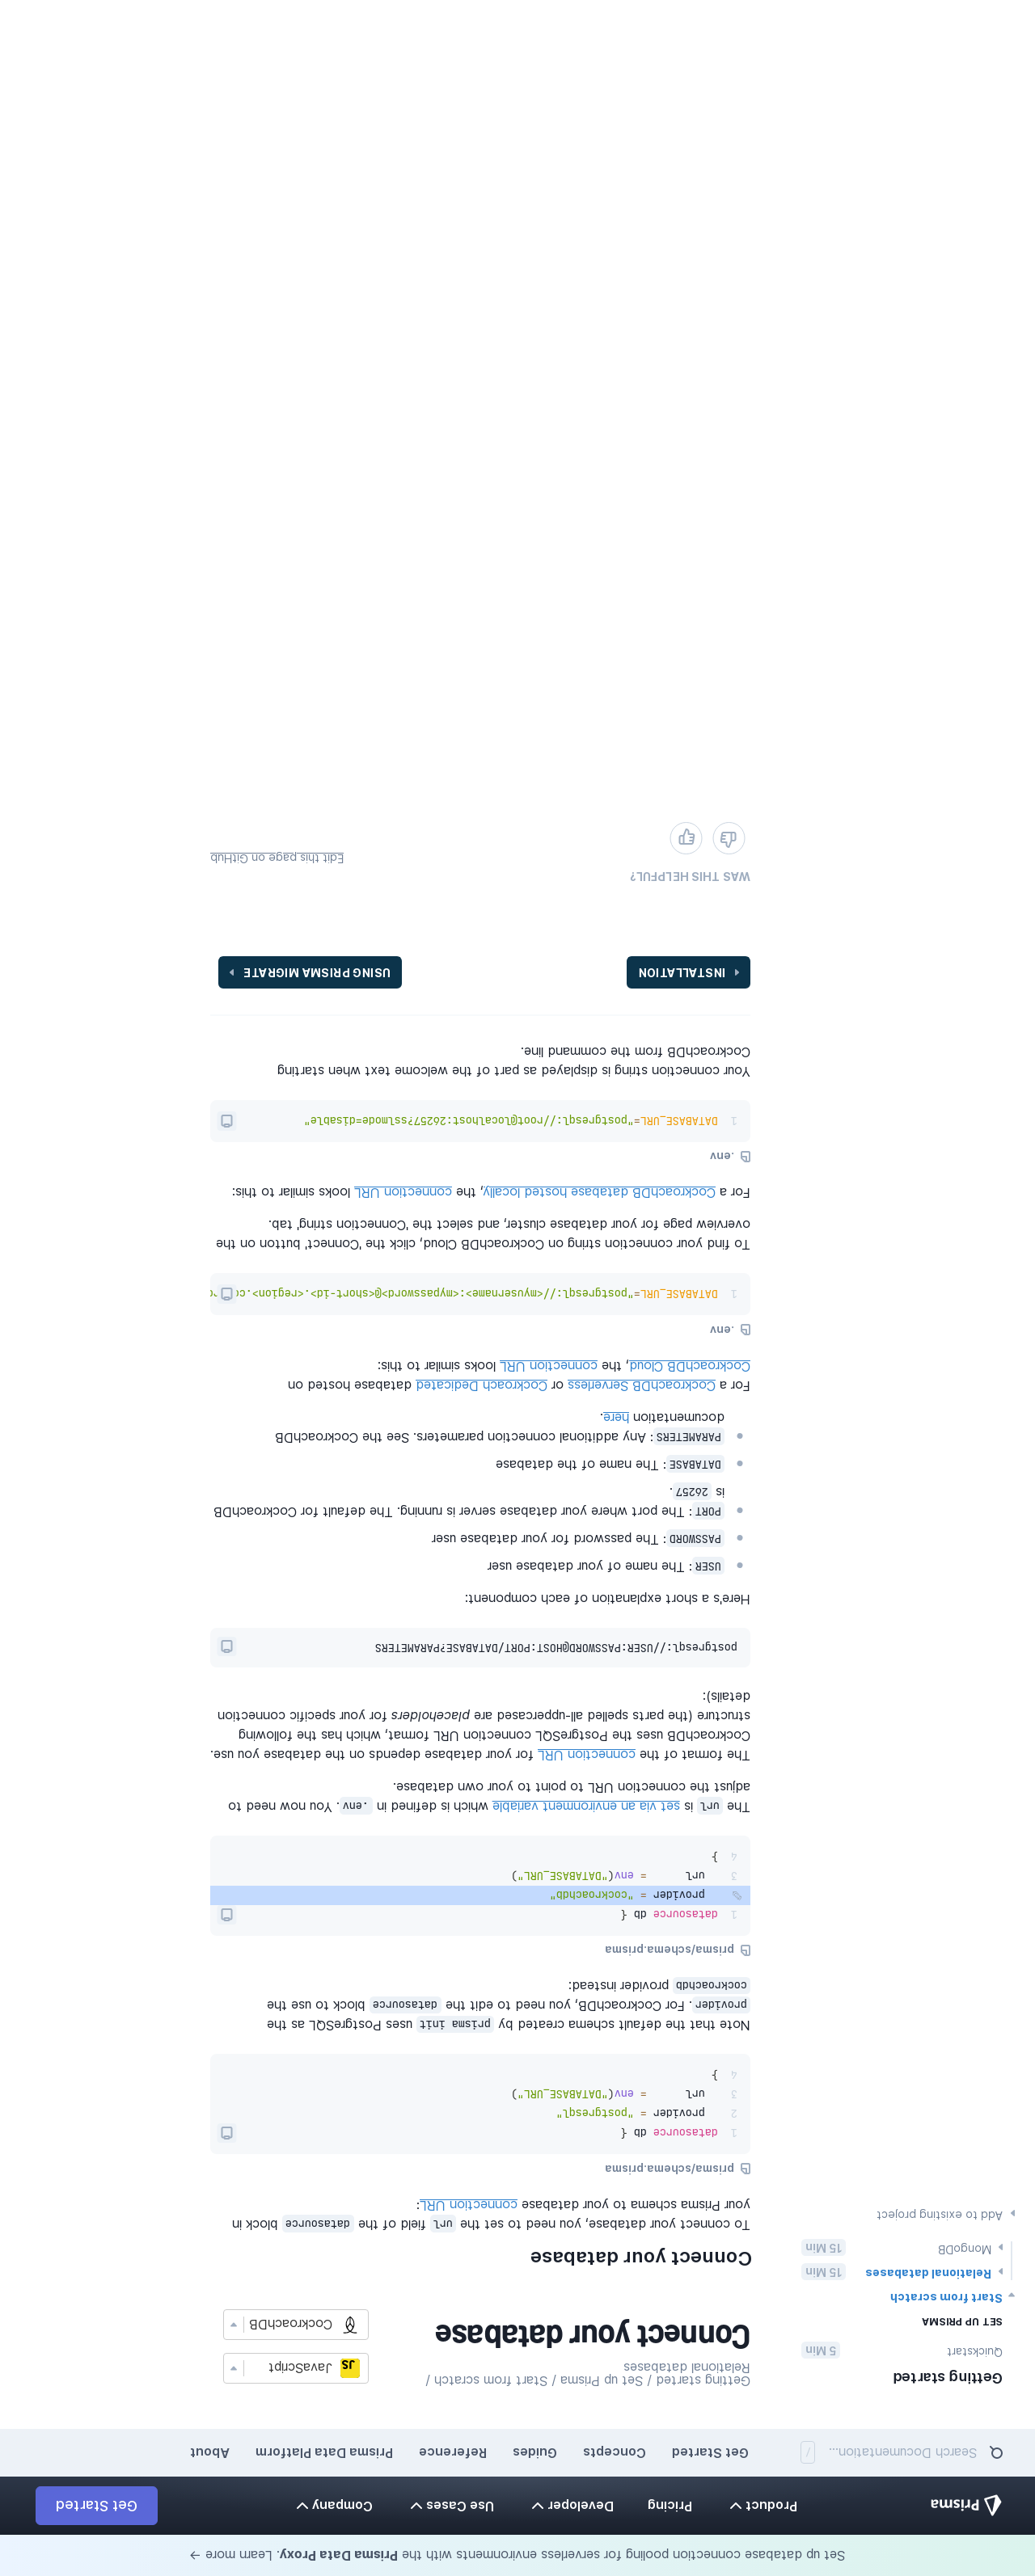 Set up database connection pooling for serverless environments with the Prisma Data Proxy. Learn more →
Prisma
Product
Pricing
Developer
Use Cases
Company
Get Started
Search Documentation...
/
Get Started
Concepts
Guides
Reference
Prisma Data Platform
About
Getting started
Quickstart
5 Min
SET UP PRISMA
Start from scratch
Relational databases
15 Min
MongoDB
15 Min
Add to existing project
Getting started / Set up Prisma / Start from scratch /
Relational databases
Connect your database
JS JavaScript
CockroachDB
Connect your database
To connect your database, you need to set the url field of the datasource block in
your Prisma schema to your database connection URL:
prisma/schema.prisma
1 datasource db {
2 provider = "postgresql"
3 url = env("DATABASE_URL")
4 }
Note that the default schema created by prisma init uses PostgreSQL as the
provider. For CockroachDB, you need to edit the datasource block to use the
cockroachdb provider instead:
prisma/schema.prisma
1 datasource db {
provider = "cockroachdb"
3 url = env("DATABASE_URL")
4 }
The url is set via an environment variable which is defined in .env. You now need to
adjust the connection URL to point to your own database.
The format of the connection URL for your database depends on the database you use.
CockroachDB uses the PostgreSQL connection URL format, which has the following
structure (the parts spelled all-uppercased are placeholders for your specific connection
details):
postgresql://USER:PASSWORD@HOST:PORT/DATABASE?PARAMETERS
Here's a short explanation of each component:
USER: The name of your database user
PASSWORD: The password for your database user
PORT: The port where your database server is running. The default for CockroachDB
is 26257.
DATABASE: The name of the database
PARAMETERS: Any additional connection parameters. See the CockroachDB
documentation here.
For a CockroachDB Serverless or Cockroach Dedicated database hosted on
CockroachDB Cloud, the connection URL looks similar to this:
.env
1 DATABASE_URL="postgresql://<myusername>:<mypassword>@<short-id>.<region>.co
To find your connection string on CockroachDB Cloud, click the 'Connect' button on the
overview page for your database cluster, and select the 'Connection string' tab.
For a CockroachDB database hosted locally, the connection URL looks similar to this:
.env
1 DATABASE_URL="postgresql://root@localhost:26257?sslmode=disable"
Your connection string is displayed as part of the welcome text when starting
CockroachDB from the command line.
INSTALLATION
USING PRISMA MIGRATE
WAS THIS HELPFUL?
Edit this page on GitHub